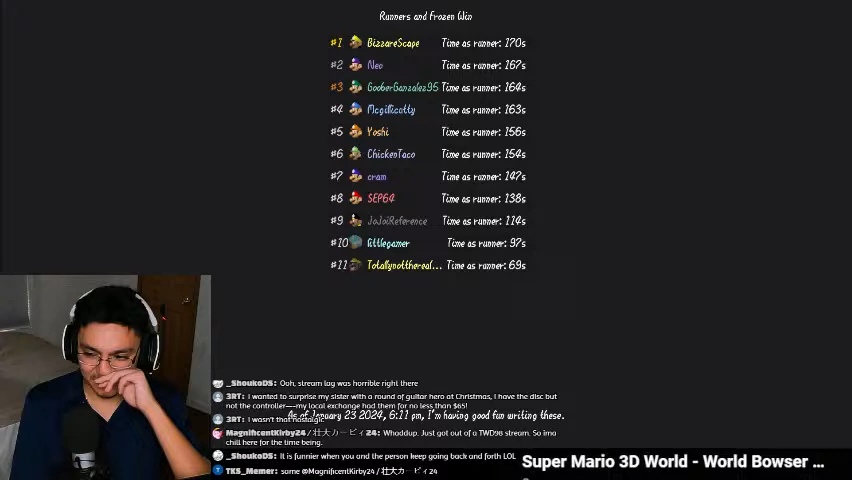 Runners and Frozen Win
#1 BizzareScape Time as runner: 170s
#2 Neo Time as runner: 167s
#3 GooberGanzalez95 Time as runner: 164s
#4 Mcgillicutty Time as runner: 163s
#5 Yoshi Time as runner: 156s
#6 ChickenTaco Time as runner: 154s
#7 cram Time as runner: 147s
#8 SEP64 Time as runner: 138s
#9 JoJoiReference Time as runner: 114s
#10 littlegamer Time as runner: 97s
#11 Totallynotthereal... Time as runner: 69s
_ShoukoDS: Ooh, stream lag was horrible right there
3RT: I wanted to surprise my sister with a round of guitar hero at Christmas, I have the disc but
not the controller—my local exchange had them for no less than $65!
As of January 23 2024, 6:11 pm, I'm having good fun writing these.
3RT: I wasn't that nostalgic.
MagnificentKirby24 / 壮大カービィ24: Whaddup. Just got out of a TWD98 stream. So ima
chill here for the time being.
_ShoukoDS: It is funnier when you and the person keep going back and forth LOL
TKS_Memer: same @MagnificentKirby24 / 壮大カービィ24
Super Mario 3D World - World Bowser ...